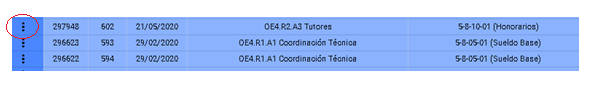 297948 602 21/05/2020 OE4.R2.A3 Tutores 5-8-10-01 (Honorarios)
296623 593 29/02/2020 OE4.R1.A1 Coordinación Técnica 5-8-05-01 (Sueldo Base)
296622 594 29/02/2020 OE4.R1.A1 Coordinación Técnica 5-8-05-01 (Sueldo Base)